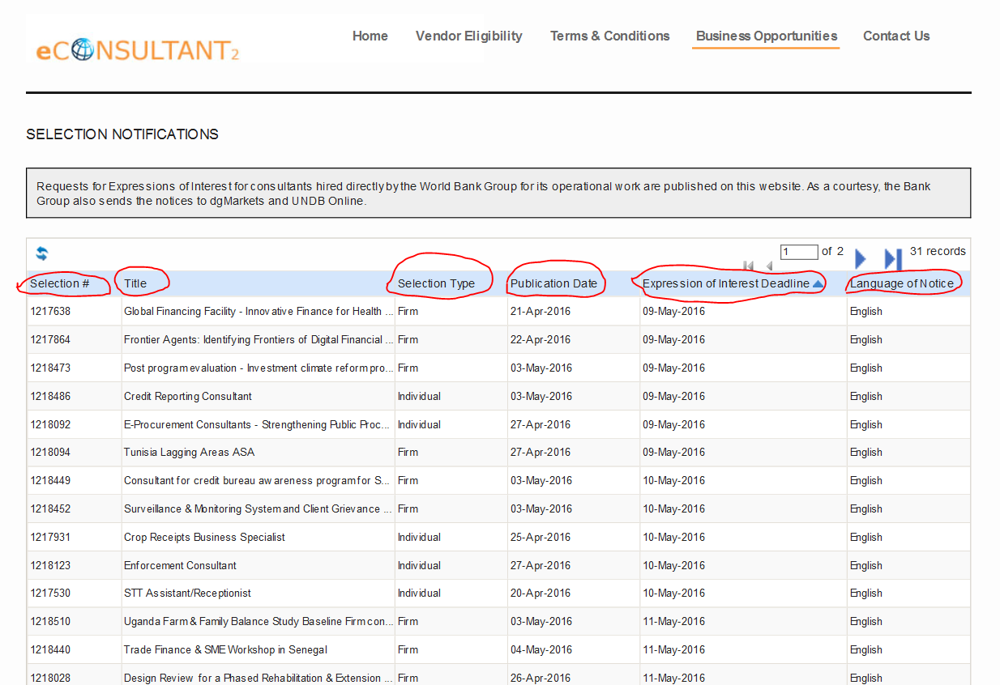 eCONSULTANT2
Home Vendor Eligibility Terms & Conditions Business Opportunities Contact Us
SELECTION NOTIFICATIONS
Requests for Expressions of Interest for consultants hired directly by the World Bank Group for its operational work are published on this website. As a courtesy, the Bank
Group also sends the notices to dgMarkets and UNDB Online.
1 of 2 31 records
Selection # Title Selection Type Publication Date Expression of Interest Deadline Language of Notice
1217638 Global Financing Facility - Innovative Finance for Health ... Firm 21-Apr-2016 09-May-2016 English
1217864 Frontier Agents: Identifying Frontiers of Digital Financial ... Firm 22-Apr-2016 09-May-2016 English
1218473 Post program evaluation - Investment climate reform pro... Firm 03-May-2016 09-May-2016 English
1218486 Credit Reporting Consultant Individual 03-May-2016 09-May-2016 English
1218092 E-Procurement Consultants - Strengthening Public Proc... Individual 27-Apr-2016 09-May-2016 English
1218094 Tunisia Lagging Areas ASA Firm 27-Apr-2016 09-May-2016 English
1218449 Consultant for credit bureau awareness program for S... Firm 03-May-2016 10-May-2016 English
1218452 Surveillance & Monitoring System and Client Grievance ... Firm 03-May-2016 10-May-2016 English
1217931 Crop Receipts Business Specialist Individual 25-Apr-2016 10-May-2016 English
1218123 Enforcement Consultant Individual 27-Apr-2016 10-May-2016 English
1217530 STT Assistant/Receptionist Individual 20-Apr-2016 10-May-2016 English
1218510 Uganda Farm & Family Balance Study Baseline Firm con... Firm 03-May-2016 11-May-2016 English
1218440 Trade Finance & SME Workshop in Senegal Firm 04-May-2016 11-May-2016 English
1218028 Design Review for a Phased Rehabilitation & Extension ... Firm 26-Apr-2016 11-May-2016 English